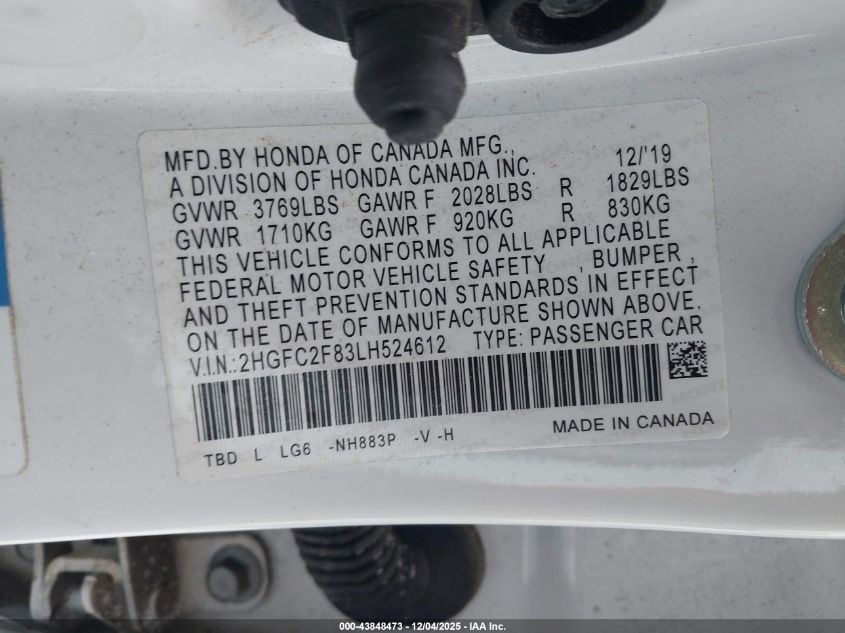 MFD.BY HONDA OF CANADA MFG., 12/'19
A DIVISION OF HONDA CANADA INC.
GVWR 3769LBS GAWR F 2028LBS R 1829LBS
GVWR 1710KG GAWR F 920KG R 830KG
THIS VEHICLE CONFORMS TO ALL APPLICABLE
FEDERAL MOTOR VEHICLE SAFETY , BUMPER ,
AND THEFT PREVENTION STANDARDS IN EFFECT
ON THE DATE OF MANUFACTURE SHOWN ABOVE.
V.I.N.:2HGFC2F83LH524612 TYPE: PASSENGER CAR
TBD L LG6 -NH883P -V -H MADE IN CANADA
000-43848473 - 12/04/2025 - IAA Inc.